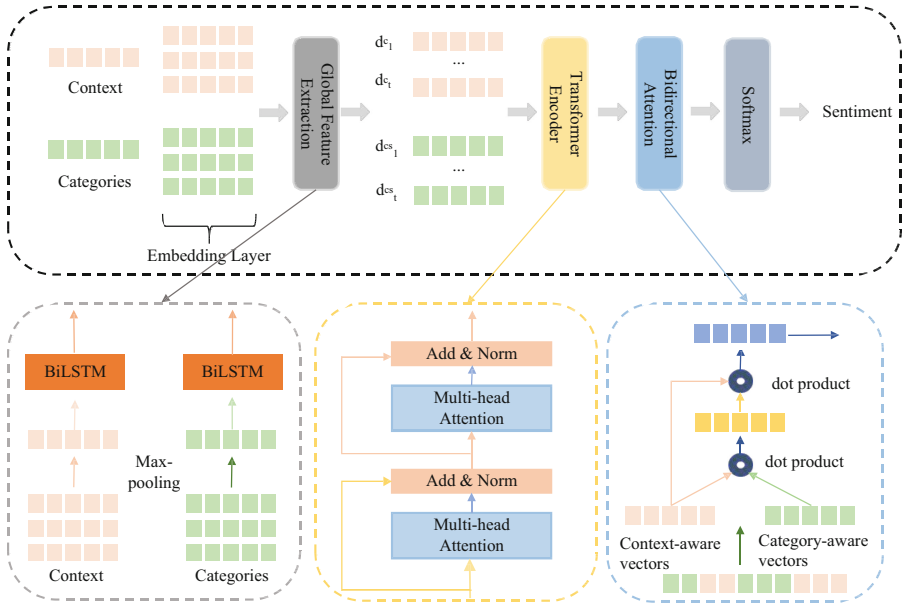 Context
Categories
Embedding Layer
Global Feature
Extraction
d^c_1
...
d^c_t
d^cs_1
...
d^cs_t
Transformer
Encoder
Bidirectional
Attention
Softmax
Sentiment
BiLSTM
BiLSTM
Max-
pooling
Context
Categories
Add & Norm
Multi-head
Attention
Add & Norm
Multi-head
Attention
dot product
dot product
Context-aware
vectors
Category-aware
vectors